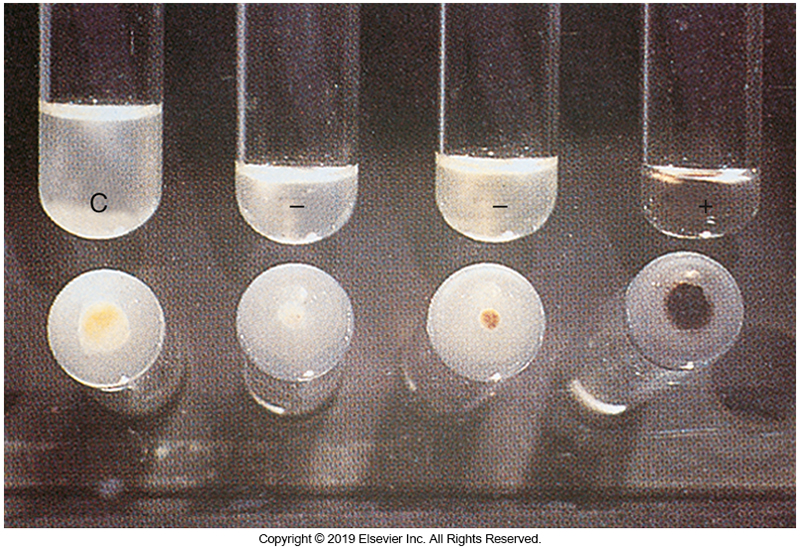 C – – +
Copyright © 2019 Elsevier Inc. All Rights Reserved.